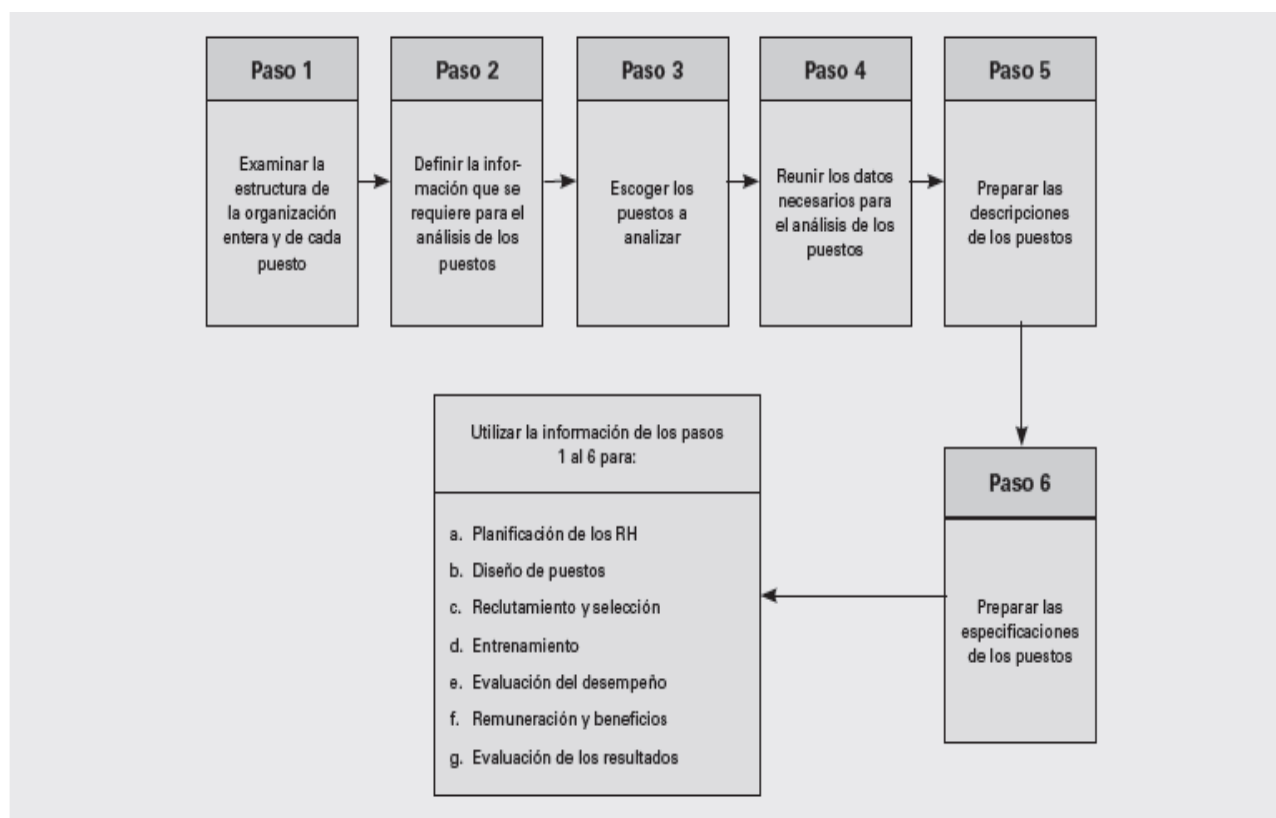 Paso 1
Examinar la
estructura de
la organización
entera y de cada
puesto
Paso 2
Definir la infor-
mación que se
requiere para el
análisis de los
puestos
Paso 3
Escoger los
puestos a
analizar
Paso 4
Reunir los datos
necesarios para
el análisis de los
puestos
Paso 5
Preparar las
descripciones
de los puestos
Paso 6
Preparar las
especificaciones
de los puestos
Utilizar la información de los pasos
1 al 6 para:
a. Planificación de los RH
b. Diseño de puestos
c. Reclutamiento y selección
d. Entrenamiento
e. Evaluación del desempeño
f. Remuneración y beneficios
g. Evaluación de los resultados